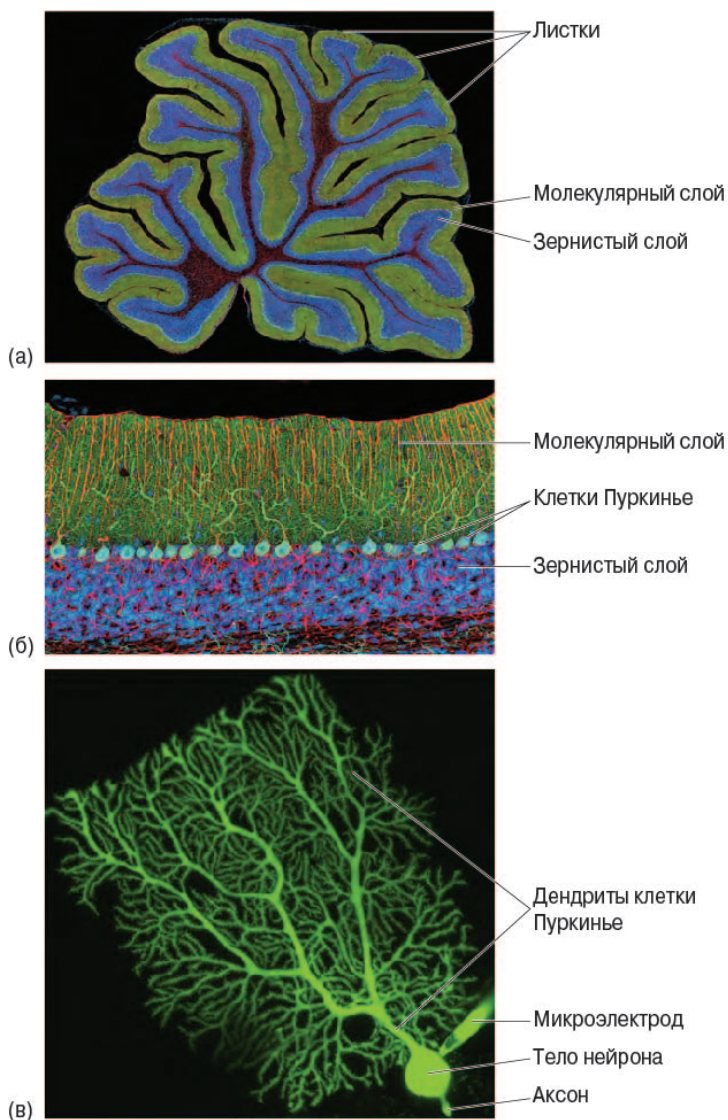 Листки
Молекулярный слой
Зернистый слой
(а)
Молекулярный слой
Клетки Пуркинье
Зернистый слой
(б)
Дендриты клетки
Пуркинье
Микроэлектрод
Тело нейрона
Аксон
(в)